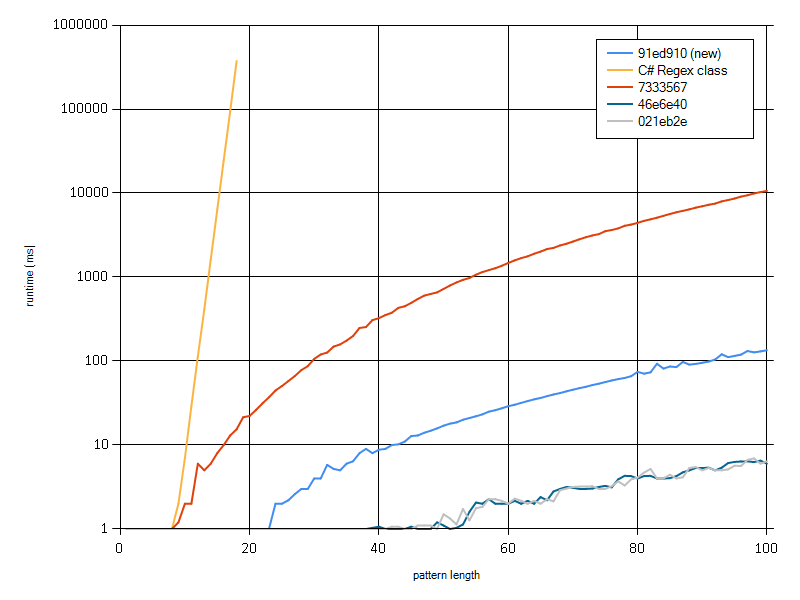 1000000
91ed910 (new)
C# Regex class
7333567
46e6e40
021eb2e
100000
10000
runtime [ms]
1000
100
10
1
0 20 40 60 80 100
pattern length